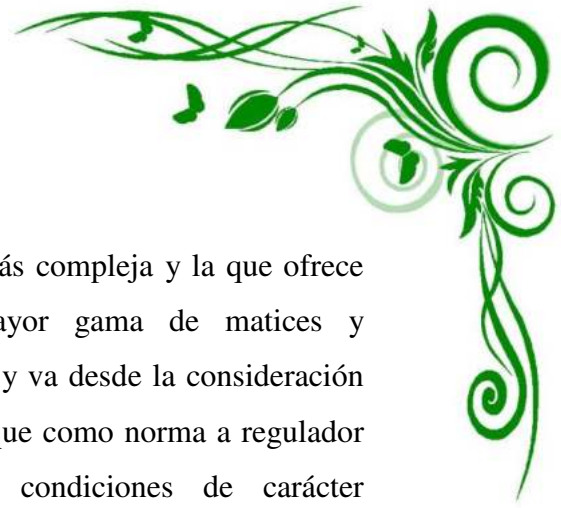 ás compleja y la que ofrece
ayor gama de matices y
y va desde la consideración
que como norma a regulador
condiciones de carácter